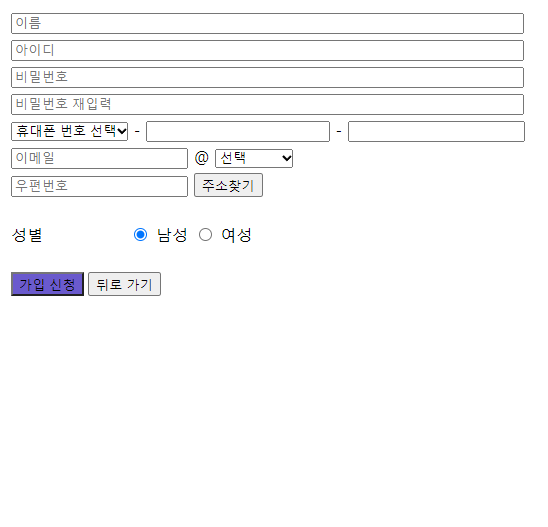 이름
아이디
비밀번호
비밀번호 재입력
휴대폰 번호 선택 - -
이메일 @ 선택
우편번호 주소찾기
성별 남성 여성
가입 신청 뒤로 가기